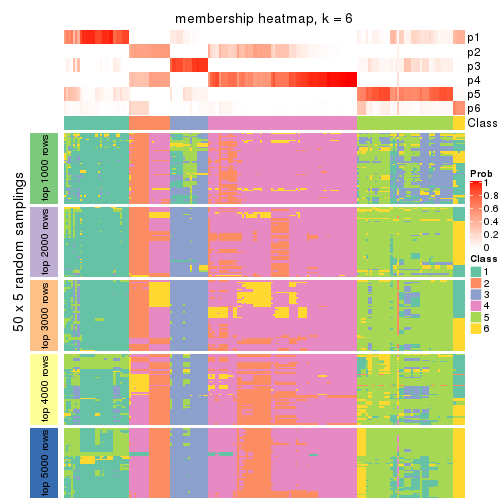 membership heatmap, k = 6
p1
p2
p3
p4
p5
p6
Class
50 x 5 random samplings
top 1000 rows
top 2000 rows
top 3000 rows
top 4000 rows
top 5000 rows
Prob
1
0.8
0.6
0.4
0.2
0
Class
1
2
3
4
5
6